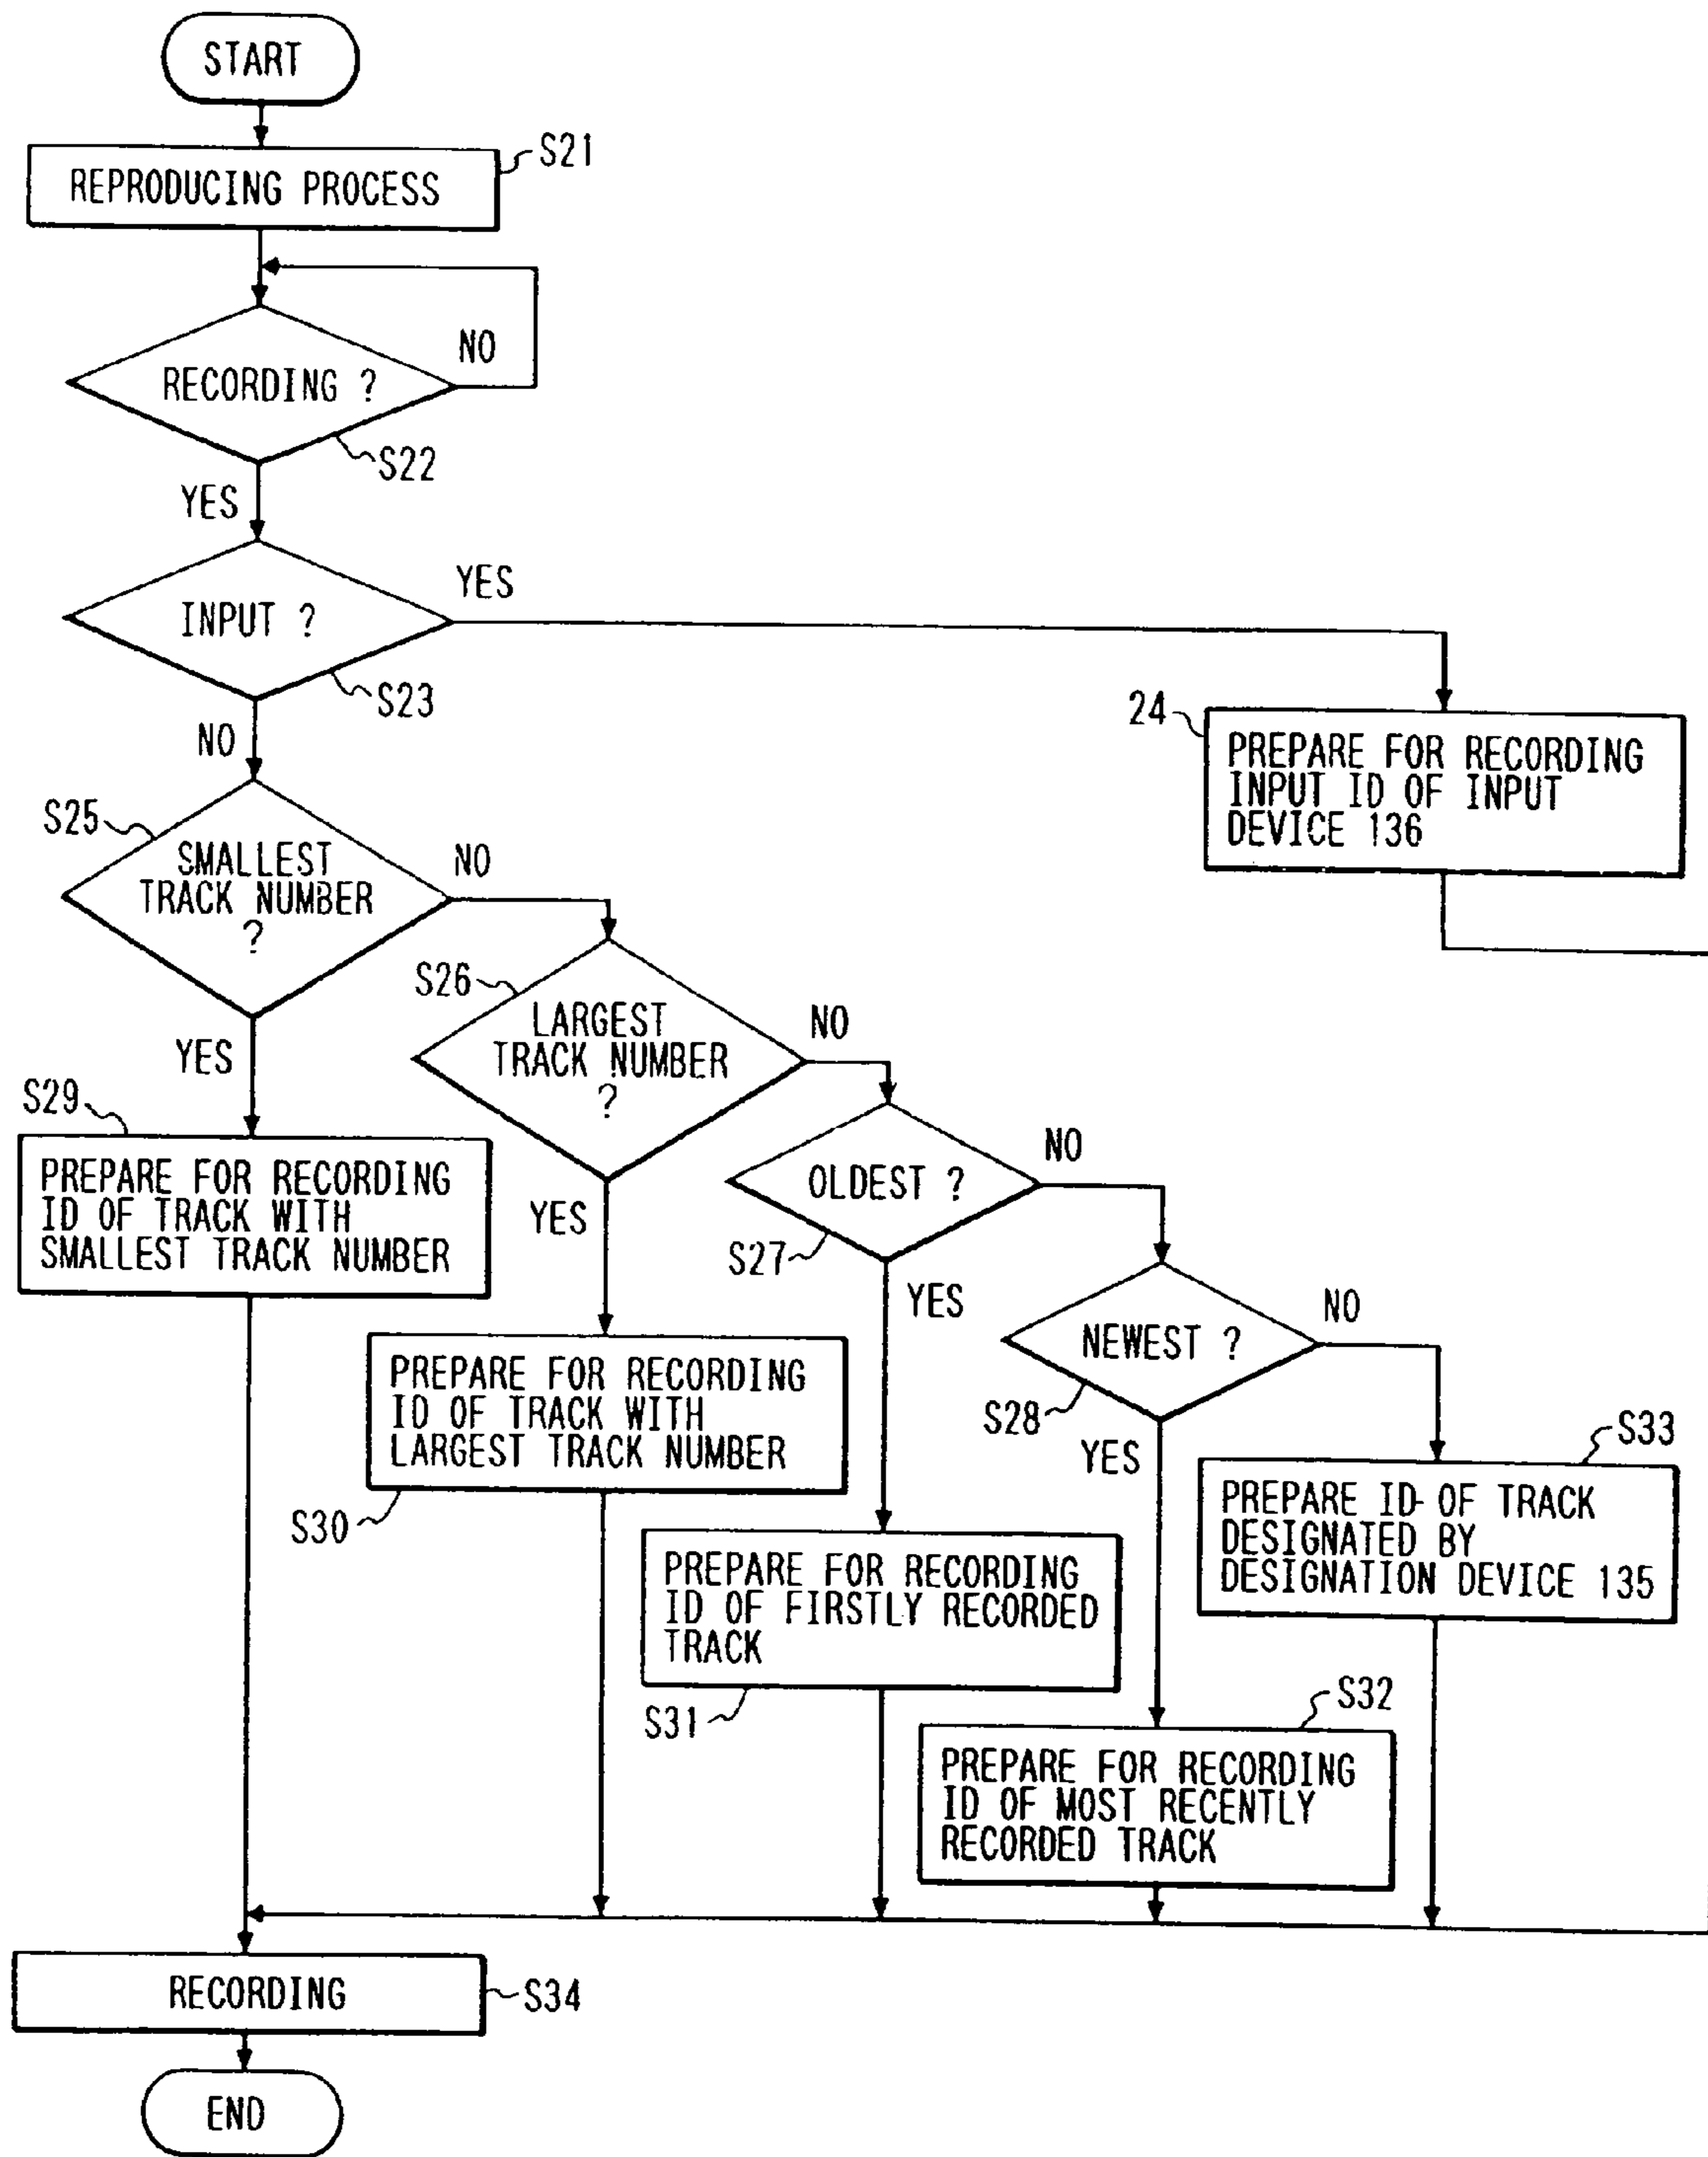 START
REPRODUCING PROCESS
S21
RECORDING ?
NO
S22
YES
INPUT ?
YES
S23
NO
24
PREPARE FOR RECORDING
INPUT ID OF INPUT
DEVICE 136
S25
SMALLEST
TRACK NUMBER
?
NO
YES
S26
LARGEST
TRACK NUMBER
?
NO
YES
S29
PREPARE FOR RECORDING
ID OF TRACK WITH
SMALLEST TRACK NUMBER
OLDEST ?
NO
S27
YES
NEWEST ?
NO
S28
YES
PREPARE FOR RECORDING
ID OF TRACK WITH
LARGEST TRACK NUMBER
S30
S33
PREPARE ID OF TRACK
DESIGNATED BY
DESIGNATION DEVICE 135
PREPARE FOR RECORDING
ID OF FIRSTLY RECORDED
TRACK
S31
S32
PREPARE FOR RECORDING
ID OF MOST RECENTLY
RECORDED TRACK
RECORDING
S34
END